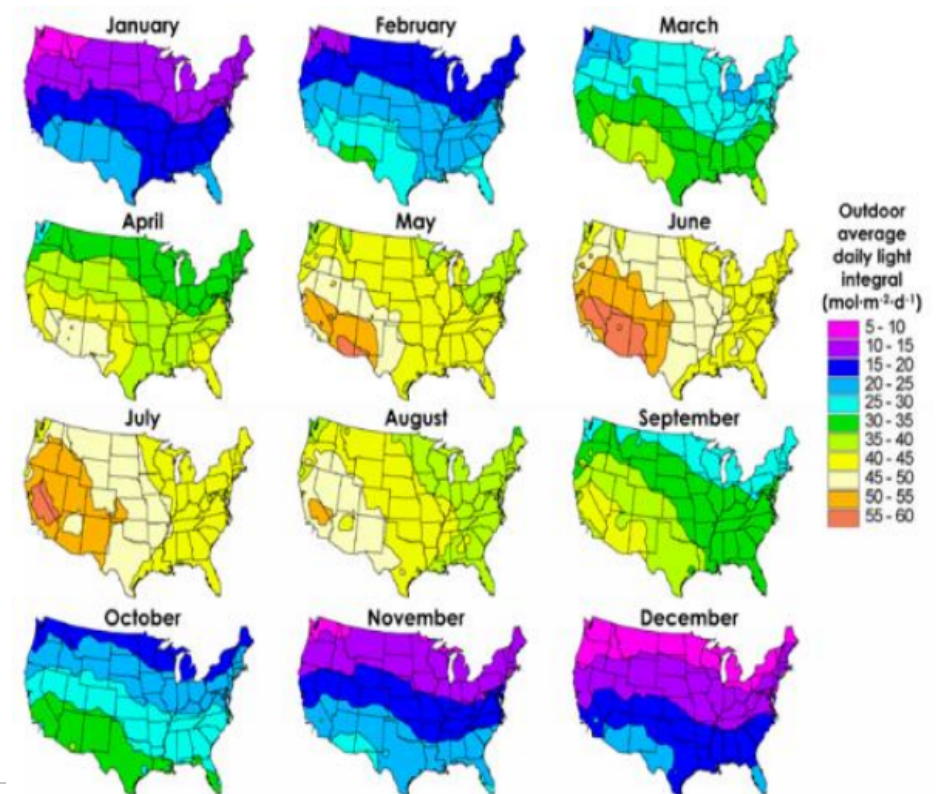 January
February
March
April
May
June
Outdoor
average
daily light
integral
(mol·m-2·d-1)
5 - 10
10 - 15
15 - 20
20 - 25
25 - 30
30 - 35
35 - 40
40 - 45
45 - 50
50 - 55
55 - 60
July
August
September
October
November
December